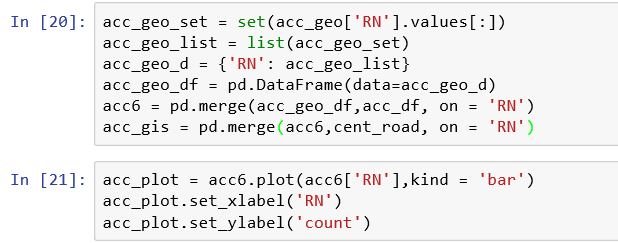 In [20]: acc_geo_set = set(acc_geo['RN'].values[:])
acc_geo_list = list(acc_geo_set)
acc_geo_d = {'RN': acc_geo_list}
acc_geo_df = pd.DataFrame(data=acc_geo_d)
acc6 = pd.merge(acc_geo_df,acc_df, on = 'RN')
acc_gis = pd.merge(acc6,cent_road, on = 'RN')
In [21]: acc_plot = acc6.plot(acc6['RN'],kind = 'bar')
acc_plot.set_xlabel('RN')
acc_plot.set_ylabel('count')